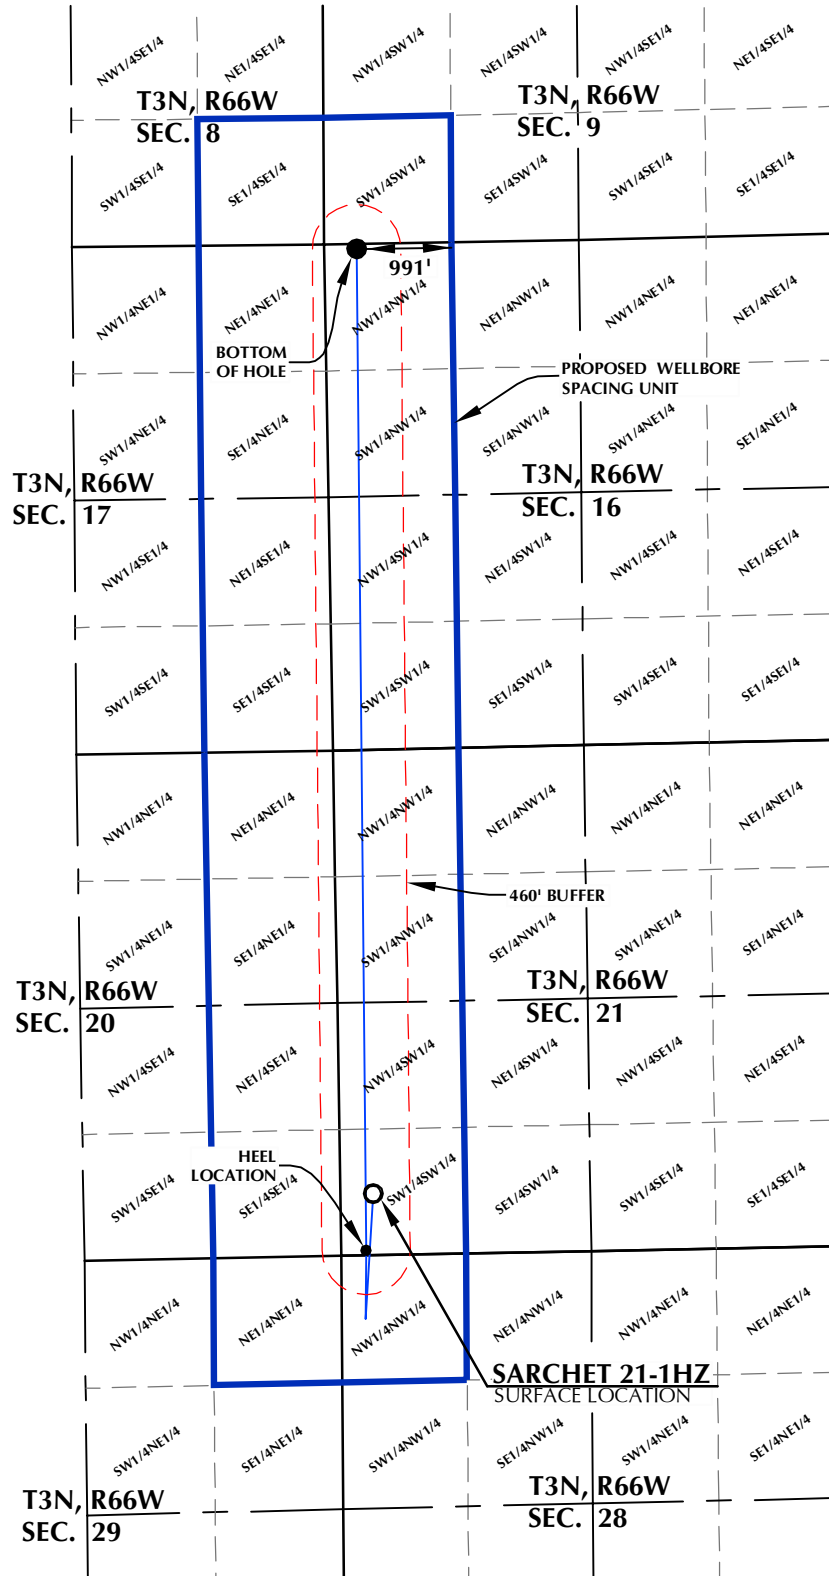 NW1/4SE1/4
NE1/4SE1/4
NW1/4SW1/4
NE1/4SW1/4
NW1/4SE1/4
NE1/4SE1/4
T3N, R66W
SEC. 8
T3N, R66W
SEC. 9
SW1/4SE1/4
SE1/4SE1/4
SW1/4SW1/4
SE1/4SW1/4
SW1/4SE1/4
SE1/4SE1/4
991'
NW1/4NE1/4
NE1/4NE1/4
NW1/4NW1/4
NE1/4NW1/4
NW1/4NE1/4
NE1/4NE1/4
BOTTOM
OF HOLE
PROPOSED WELLBORE
SPACING UNIT
SW1/4NE1/4
SE1/4NE1/4
SW1/4NW1/4
SE1/4NW1/4
SW1/4NE1/4
SE1/4NE1/4
T3N, R66W
SEC. 17
T3N, R66W
SEC. 16
NW1/4SE1/4
NE1/4SE1/4
NW1/4SW1/4
NE1/4SW1/4
NW1/4SE1/4
NE1/4SE1/4
SW1/4SE1/4
SE1/4SE1/4
SW1/4SW1/4
SE1/4SW1/4
SW1/4SE1/4
SE1/4SE1/4
NW1/4NE1/4
NE1/4NE1/4
NW1/4NW1/4
NE1/4NW1/4
NW1/4NE1/4
NE1/4NE1/4
460' BUFFER
SW1/4NE1/4
SE1/4NE1/4
SW1/4NW1/4
SE1/4NW1/4
SW1/4NE1/4
SE1/4NE1/4
T3N, R66W
SEC. 20
T3N, R66W
SEC. 21
NW1/4SE1/4
NE1/4SE1/4
NW1/4SW1/4
NE1/4SW1/4
NW1/4SE1/4
NE1/4SE1/4
HEEL
LOCATION
SW1/4SE1/4
SE1/4SE1/4
SW1/4SW1/4
SE1/4SW1/4
SW1/4SE1/4
SE1/4SE1/4
NW1/4NE1/4
NE1/4NE1/4
NW1/4NW1/4
NE1/4NW1/4
NW1/4NE1/4
NE1/4NE1/4
SARCHET 21-1HZ
SURFACE LOCATION
SW1/4NE1/4
SE1/4NE1/4
SW1/4NW1/4
SE1/4NW1/4
SW1/4NE1/4
SE1/4NE1/4
T3N, R66W
SEC. 29
T3N, R66W
SEC. 28